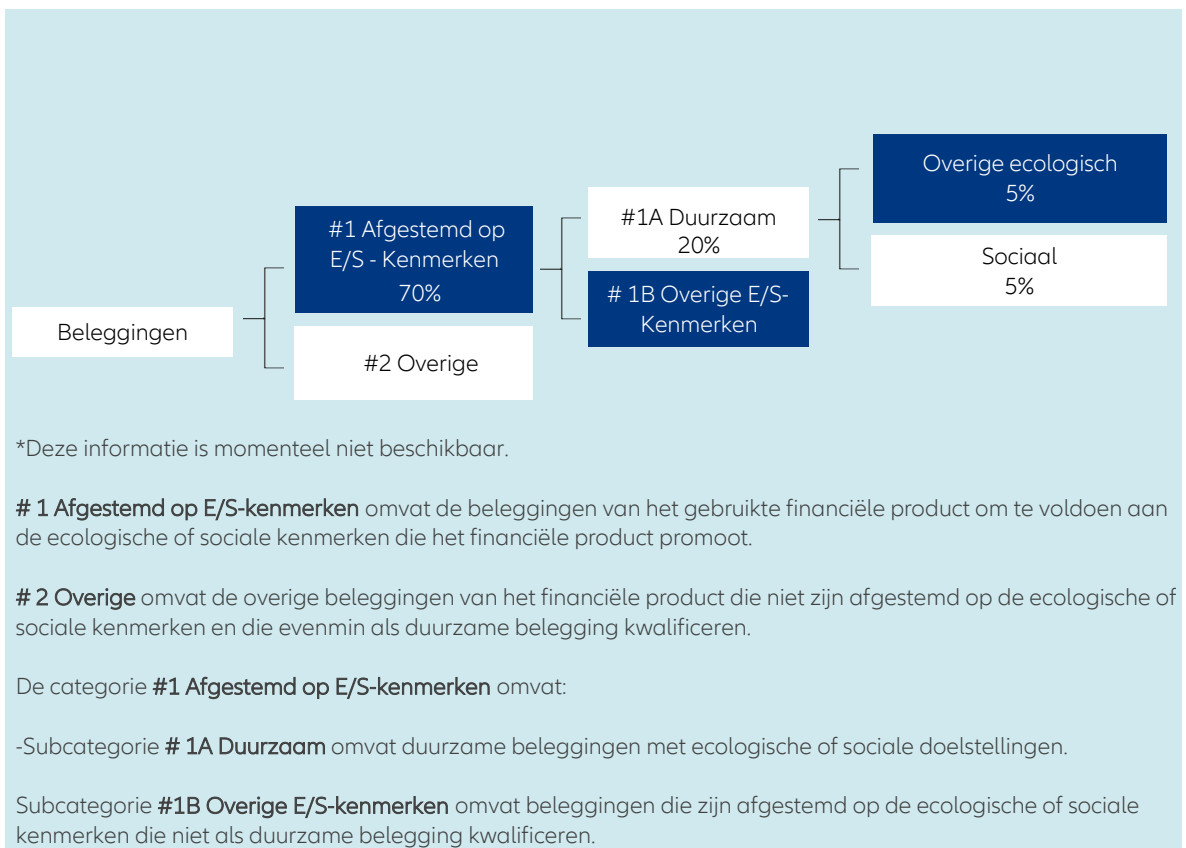 Overige ecologisch
5%
#1A Duurzaam
20%
#1 Afgestemd op
E/S - Kenmerken
70%
Sociaal
5%
# 1B Overige E/S-
Kenmerken
Beleggingen
#2 Overige
*Deze informatie is momenteel niet beschikbaar.
# 1 Afgestemd op E/S-kenmerken omvat de beleggingen van het gebruikte financiële product om te voldoen aan
de ecologische of sociale kenmerken die het financiële product promoot.
# 2 Overige omvat de overige beleggingen van het financiële product die niet zijn afgestemd op de ecologische of
sociale kenmerken en die evenmin als duurzame belegging kwalificeren.
De categorie #1 Afgestemd op E/S-kenmerken omvat:
-Subcategorie # 1A Duurzaam omvat duurzame beleggingen met ecologische of sociale doelstellingen.
Subcategorie #1B Overige E/S-kenmerken omvat beleggingen die zijn afgestemd op de ecologische of sociale
kenmerken die niet als duurzame belegging kwalificeren.